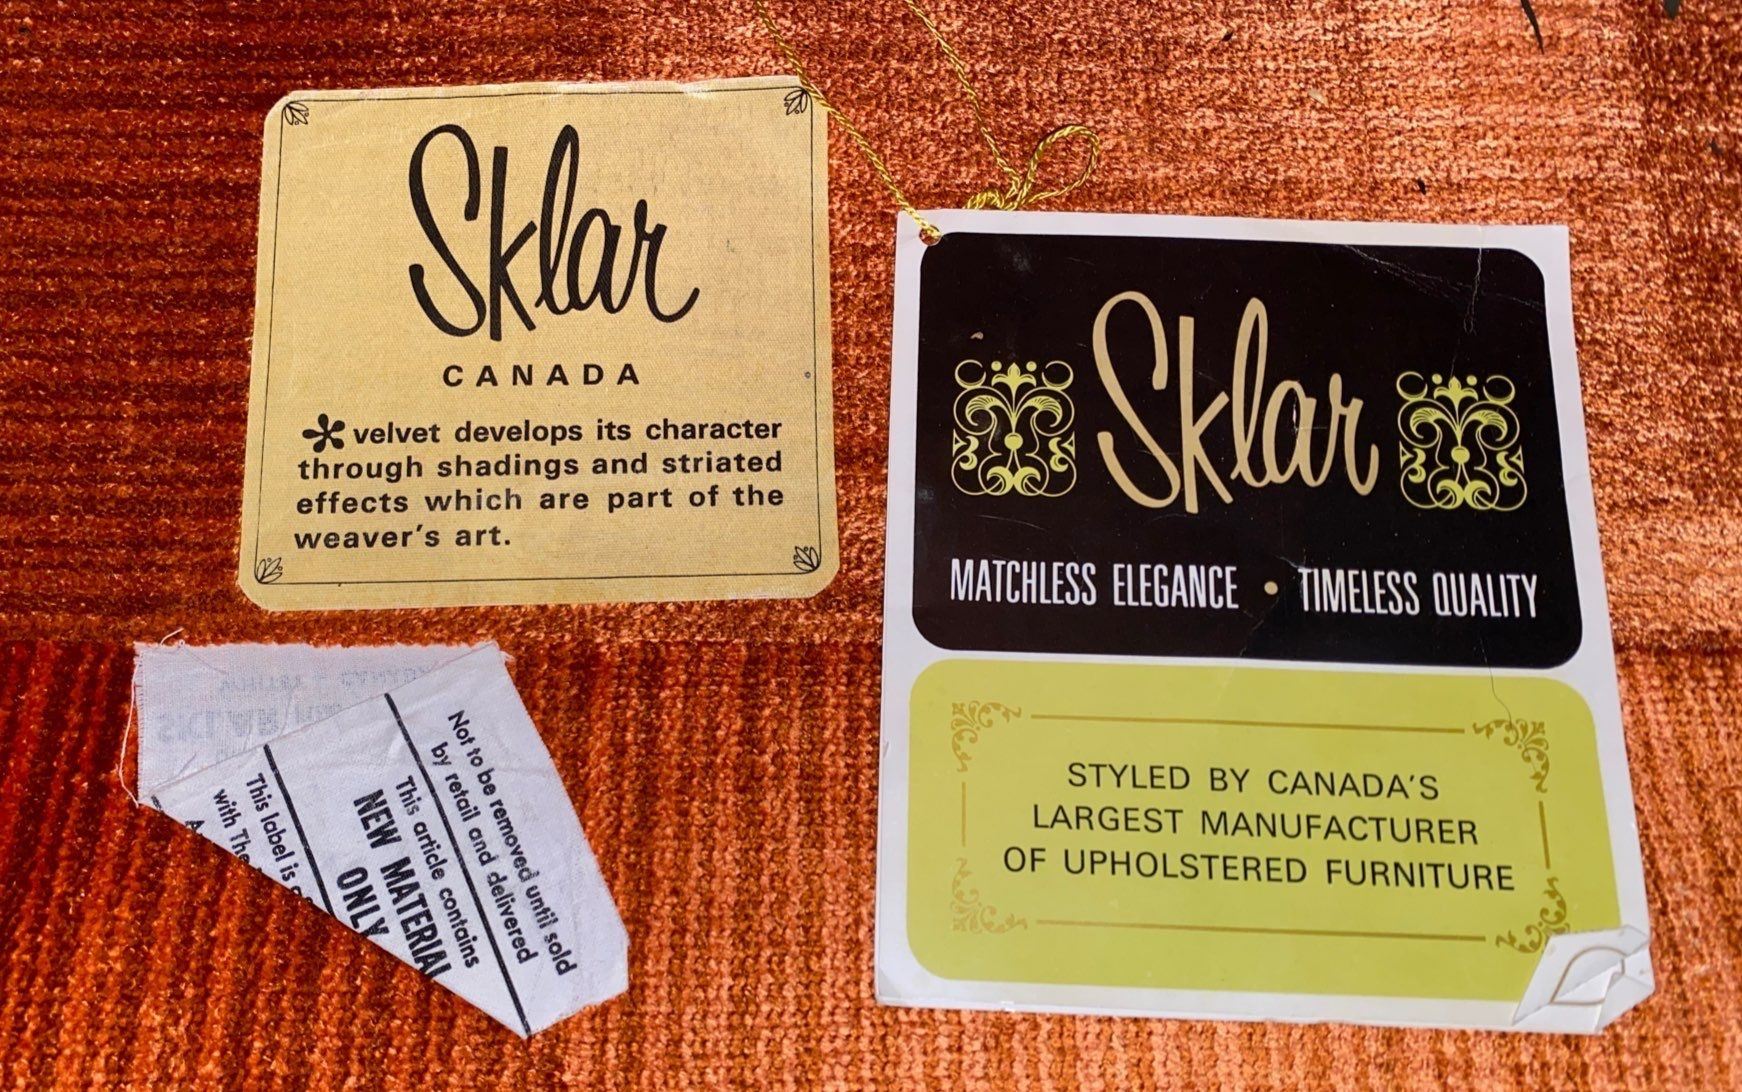 Sklar
CANADA
* velvet develops its character
through shadings and striated
effects which are part of the
weaver's art.
Sklar
MATCHLESS ELEGANCE • TIMELESS QUALITY
STYLED BY CANADA'S
LARGEST MANUFACTURER
OF UPHOLSTERED FURNITURE
Not to be removed until sold
by retail and delivered
This article contains
NEW MATERIAL
ONLY
This label is
with The